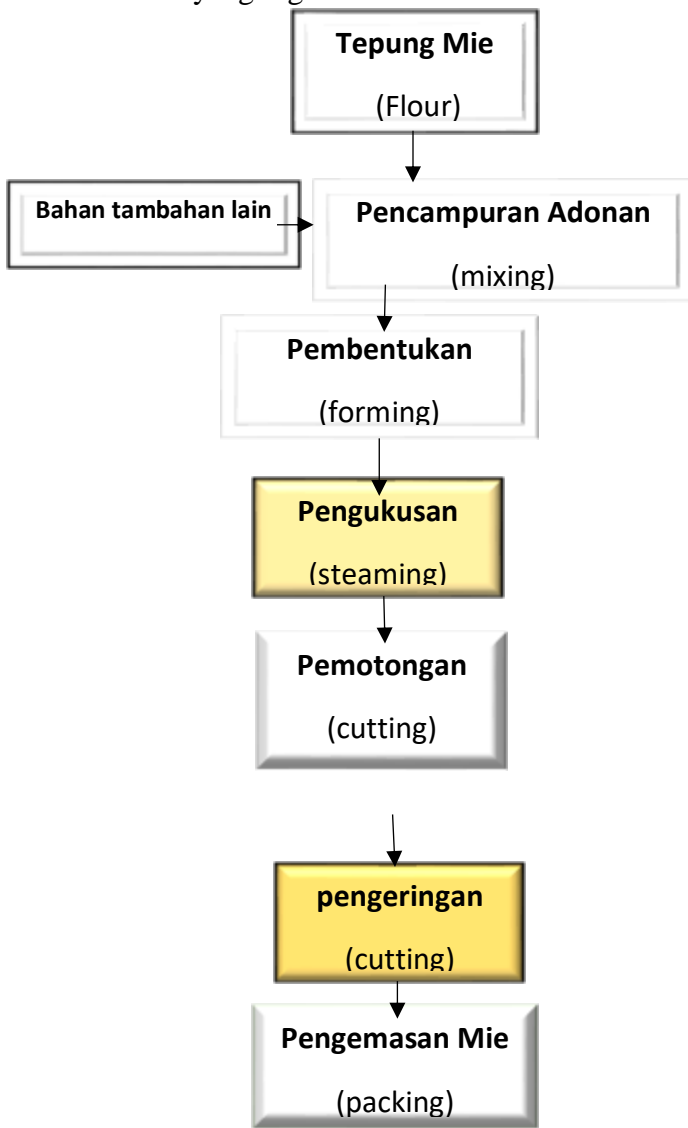 Tepung Mie
(Flour)
Bahan tambahan lain
Pencampuran Adonan
(mixing)
Pembentukan
(forming)
Pengukusan
(steaming)
Pemotongan
(cutting)
pengeringan
(cutting)
Pengemasan Mie
(packing)